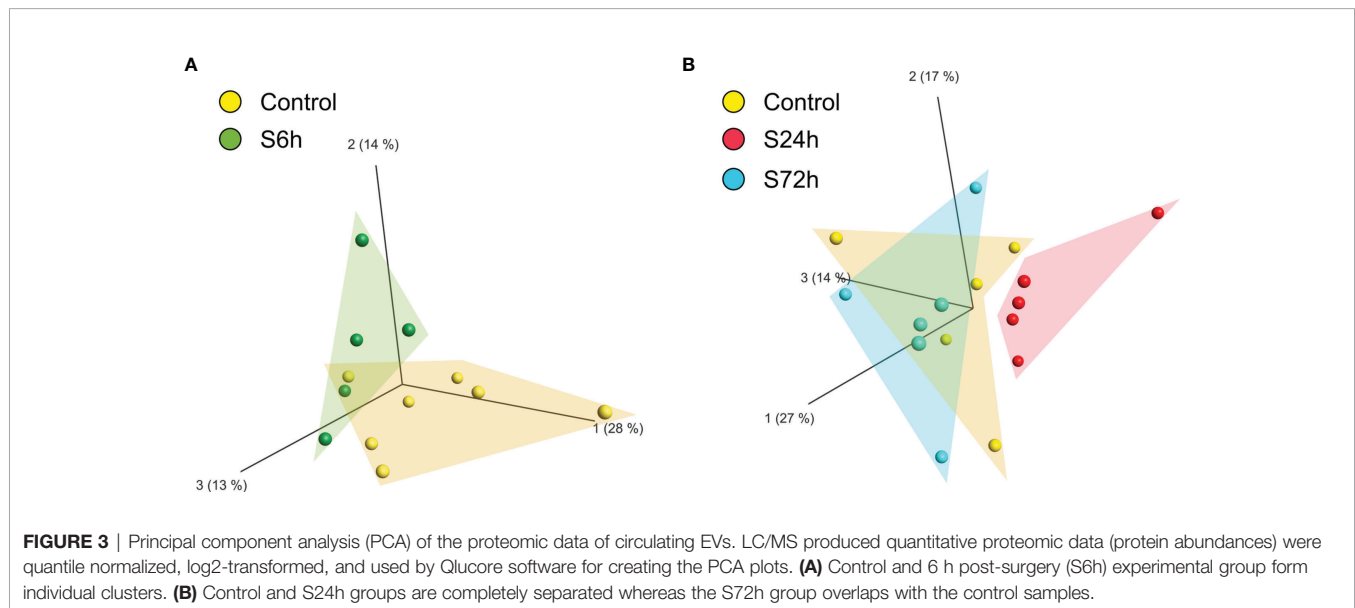 A
Control
S6h
2 (14 %)
1 (28 %)
3 (13 %)
B
Control
S24h
S72h
2 (17 %)
3 (14 %)
1 (27 %)
FIGURE 3 | Principal component analysis (PCA) of the proteomic data of circulating EVs. LC/MS produced quantitative proteomic data (protein abundances) were
quantile normalized, log2-transformed, and used by Qlucore software for creating the PCA plots. (A) Control and 6 h post-surgery (S6h) experimental group form
individual clusters. (B) Control and S24h groups are completely separated whereas the S72h group overlaps with the control samples.